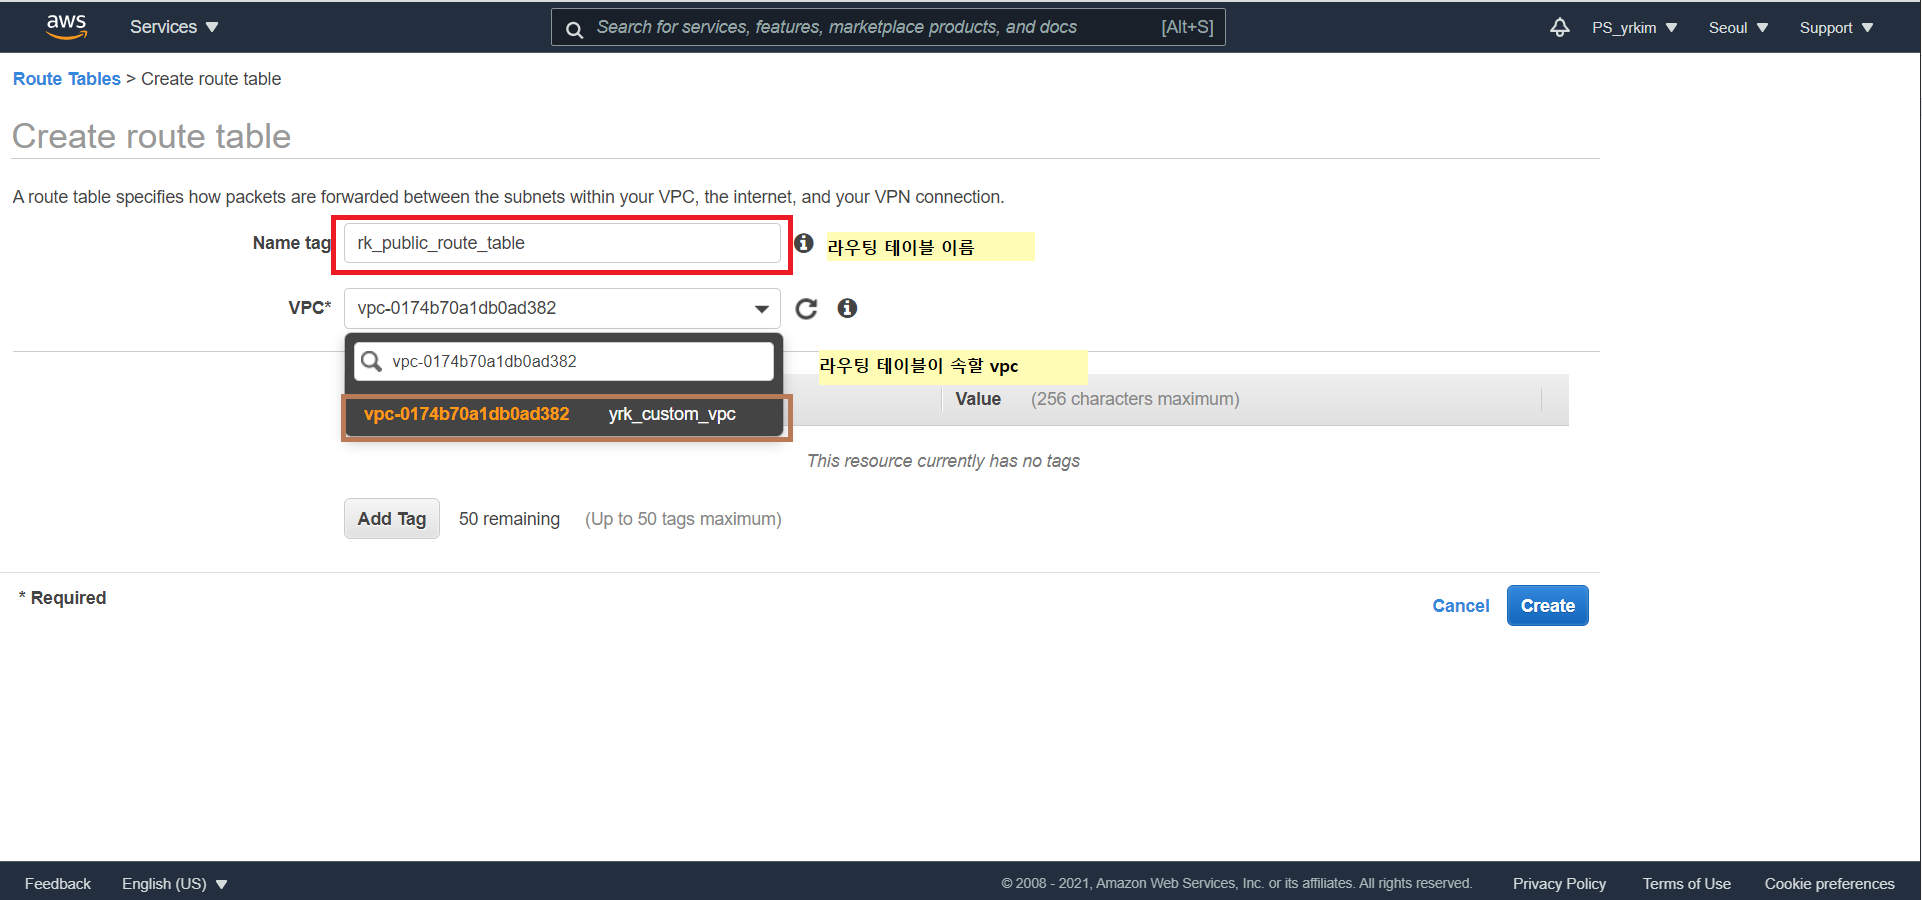 aws Services Search for services, features, marketplace products, and docs [Alt+S] PS_yrkim Seoul Support
Route Tables > Create route table
Create route table
A route table specifies how packets are forwarded between the subnets within your VPC, the internet, and your VPN connection.
Name tag rk_public_route_table 라우팅 테이블 이름
VPC* vpc-0174b70a1db0ad382
vpc-0174b70a1db0ad382 라우팅 테이블이 속할 vpc
vpc-0174b70a1db0ad382 yrk_custom_vpc Value (256 characters maximum)
This resource currently has no tags
Add Tag 50 remaining (Up to 50 tags maximum)
* Required Cancel Create
Feedback English (US) © 2008 - 2021, Amazon Web Services, Inc. or its affiliates. All rights reserved. Privacy Policy Terms of Use Cookie preferences